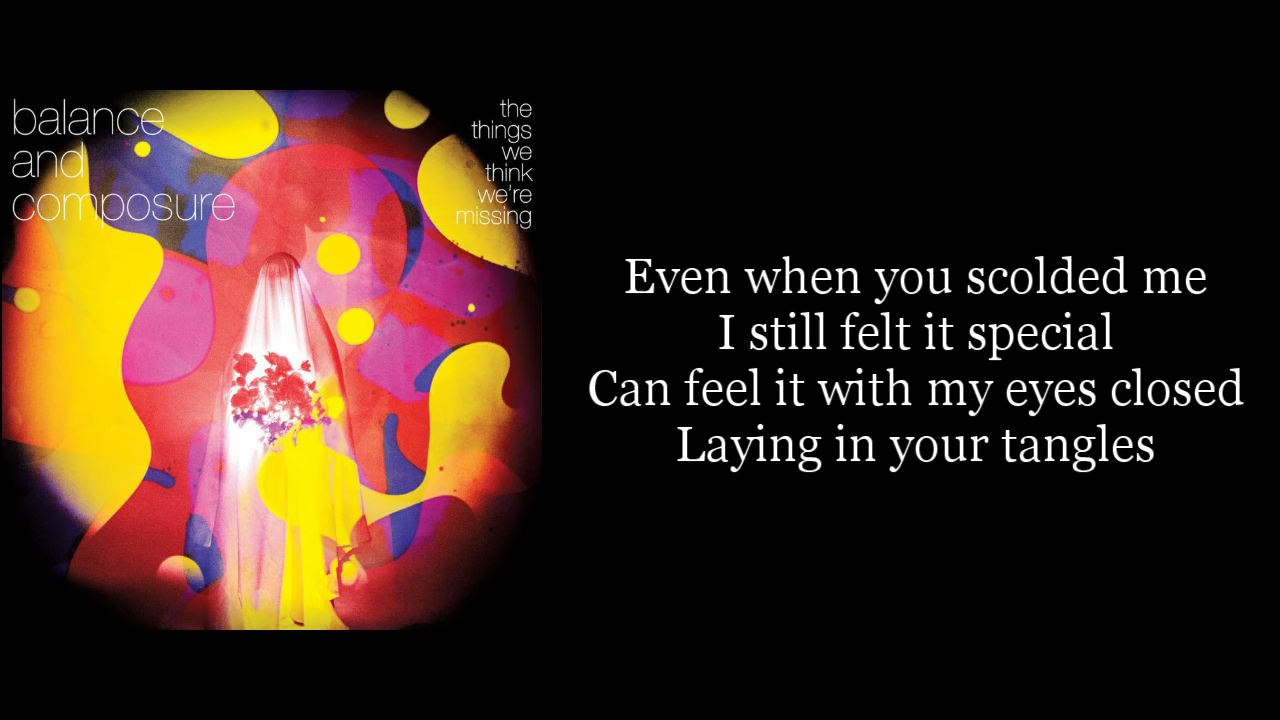 balance
and
composure
the
things
we
think
we're
missing
Even when you scolded me
I still felt it special
Can feel it with my eyes closed
Laying in your tangles